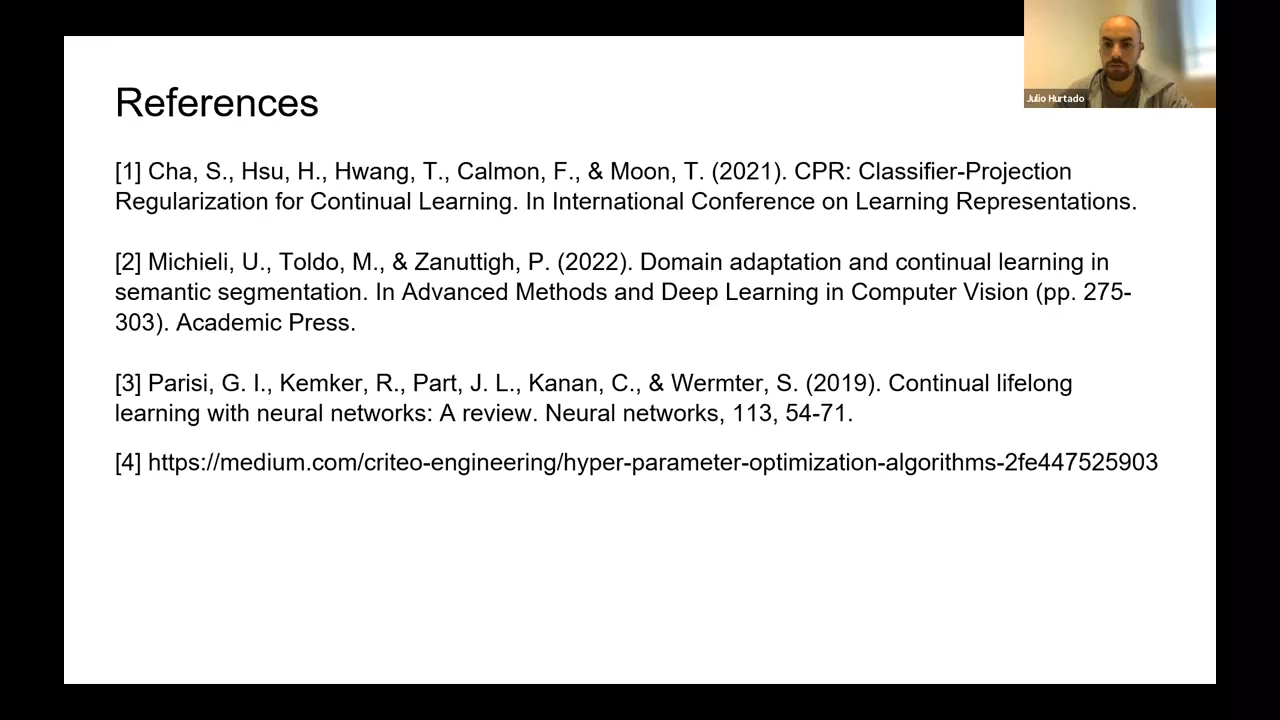 Julio Hurtado
References
[1] Cha, S., Hsu, H., Hwang, T., Calmon, F., & Moon, T. (2021). CPR: Classifier-Projection
Regularization for Continual Learning. In International Conference on Learning Representations.
[2] Michieli, U., Toldo, M., & Zanuttigh, P. (2022). Domain adaptation and continual learning in
semantic segmentation. In Advanced Methods and Deep Learning in Computer Vision (pp. 275-
303). Academic Press.
[3] Parisi, G. I., Kemker, R., Part, J. L., Kanan, C., & Wermter, S. (2019). Continual lifelong
learning with neural networks: A review. Neural networks, 113, 54-71.
[4] https://medium.com/criteo-engineering/hyper-parameter-optimization-algorithms-2fe447525903